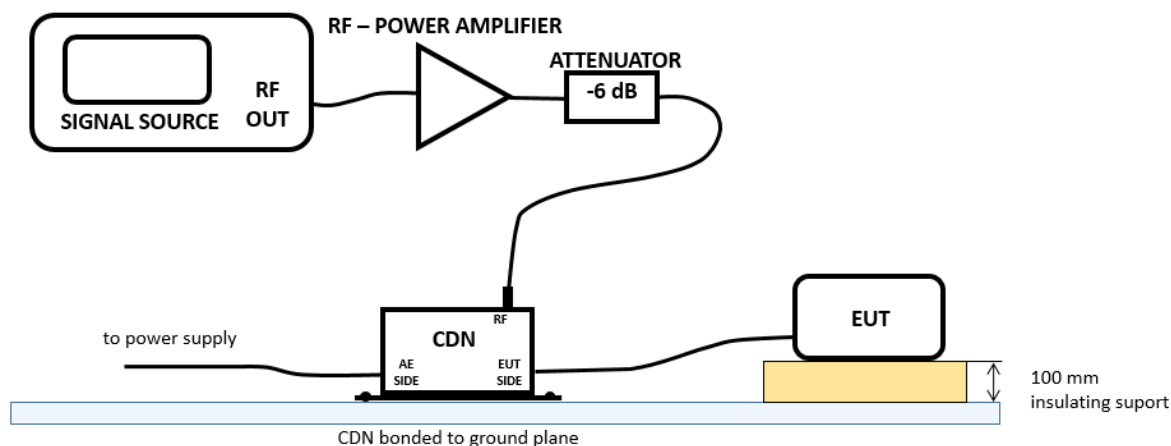 RF – POWER AMPLIFIER
ATTENUATOR
-6 dB
RF
OUT
SIGNAL SOURCE
RF
CDN
to power supply
AE
SIDE
EUT
SIDE
EUT
100 mm
insulating suport
CDN bonded to ground plane